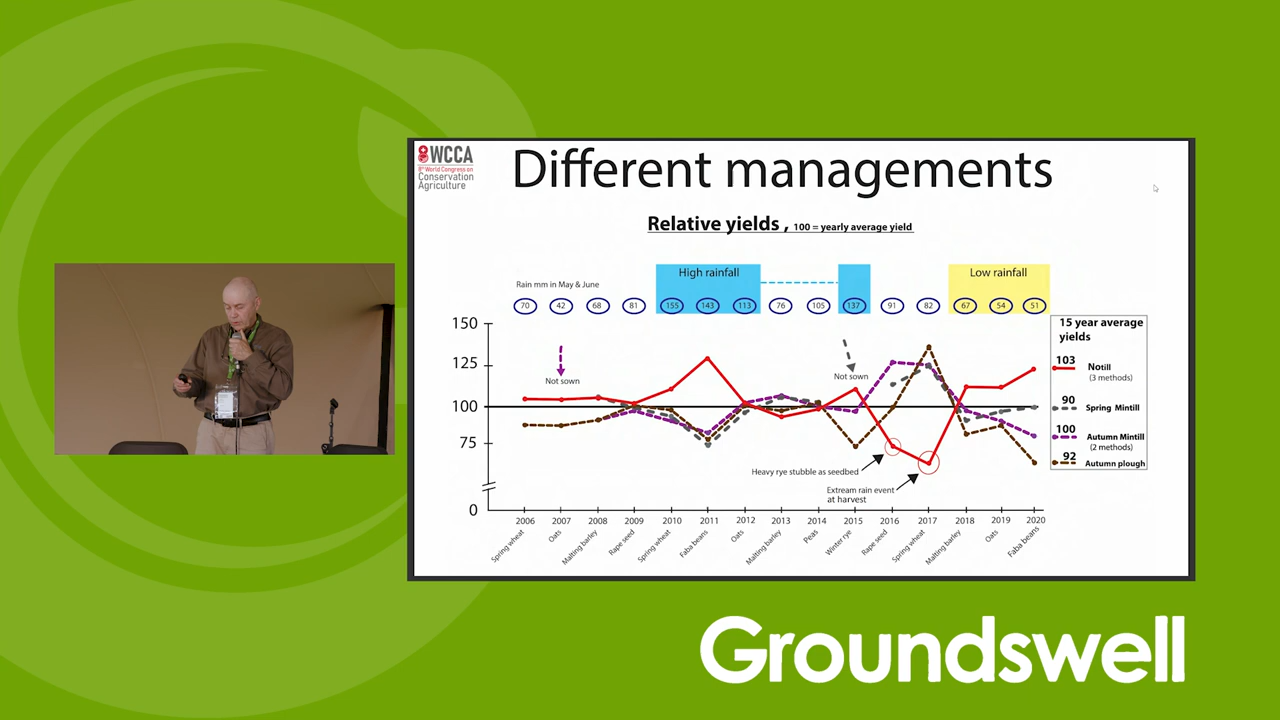 WCCA
8th World Congress on
Conservation
Agriculture
Different managements
Relative yields , 100 = yearly average yield
High rainfall
Low rainfall
Rain mm in May & June
70 42 68 81 155 143 113 76 105 137 91 82 67 54 51
150
125
100
75
0
Not sown
Not sown
Heavy rye stubble as seedbed
Extream rain event
at harvest
2006 2007 2008 2009 2010 2011 2012 2013 2014 2015 2016 2017 2018 2019 2020
Spring wheat Oats Malting barley Rape seed Spring wheat Faba beans Oats Malting barley Peas Winter rye Rape seed Spring wheat Malting barley Oats Faba beans
15 year average
yields
103
Notill
(3 methods)
90
Spring Mintill
100
Autumn Mintill
(2 methods)
92
Autumn plough
Groundswell